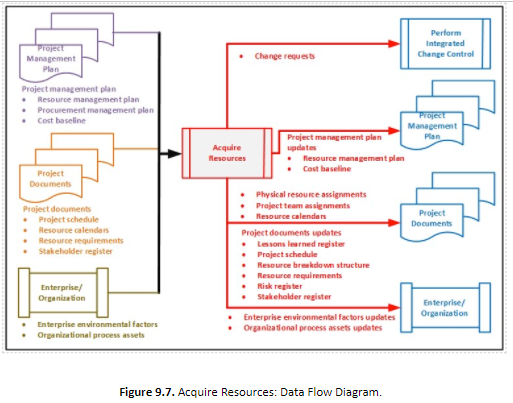 Project
Management
Plan
Project management plan
• Resource management plan
• Procurement management plan
• Cost baseline
Project
Documents
Project documents
• Project schedule
• Resource calendars
• Resource requirements
• Stakeholder register
Enterprise/
Organization
• Enterprise environmental factors
• Organizational process assets
Acquire
Resources
• Change requests
Perform
Integrated
Change Control
Project management plan
updates
• Resource management plan
• Cost baseline
Project
Management
Plan
• Physical resource assignments
• Project team assignments
• Resource calendars
Project documents updates
• Lessons learned register
• Project schedule
• Resource breakdown structure
• Resource requirements
• Risk register
• Stakeholder register
Project
Documents
• Enterprise environmental factors updates
• Organizational process assets updates
Enterprise/
Organization
Figure 9.7. Acquire Resources: Data Flow Diagram.